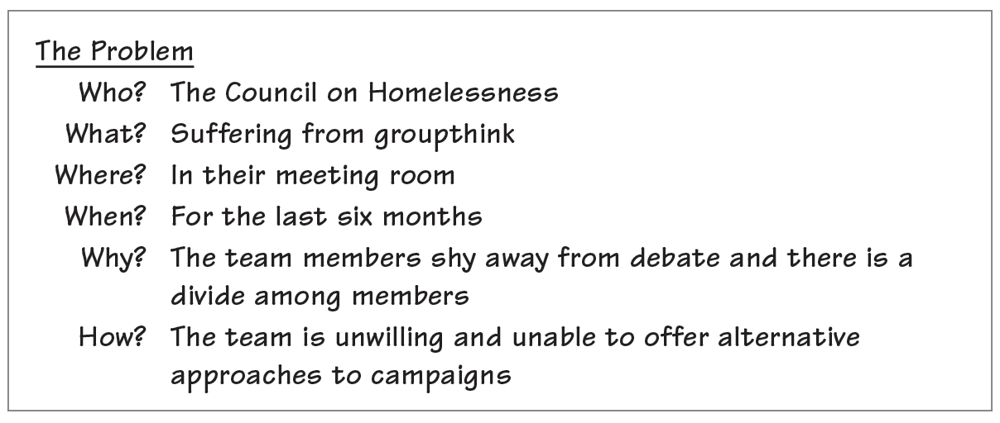 The Problem
Who? The Council on Homelessness
What? Suffering from groupthink
Where? In their meeting room
When? For the last six months
Why? The team members shy away from debate and there is a
divide among members
How? The team is unwilling and unable to offer alternative
approaches to campaigns